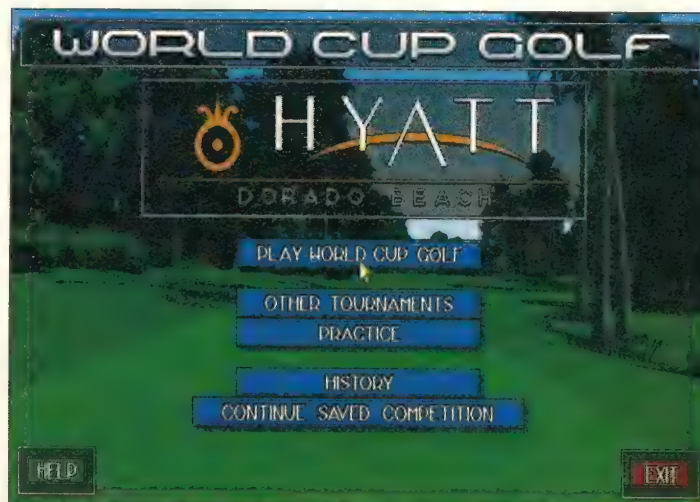 WORLD CUP GOLF
HYATT
DORADO BEACH
PLAY WORLD CUP GOLF
OTHER TOURNAMENTS
PRACTICE
HISTORY
CONTINUE SAVED COMPETITION
HELP
EXIT